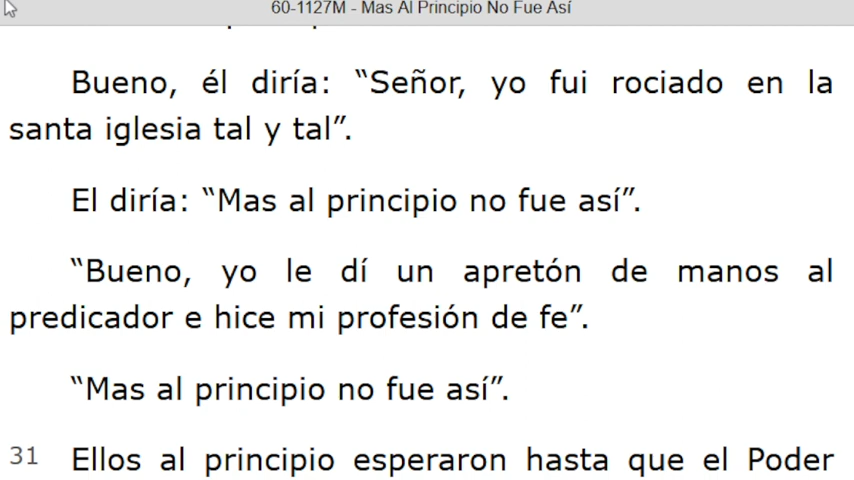 60-1127M - Mas Al Principio No Fue Así
Bueno, él diría: “Señor, yo fui rociado en la
santa iglesia tal y tal”.
El diría: “Mas al principio no fue así”.
“Bueno, yo le dí un apretón de manos al
predicador e hice mi profesión de fe”.
“Mas al principio no fue así”.
31 Ellos al principio esperaron hasta que el Poder